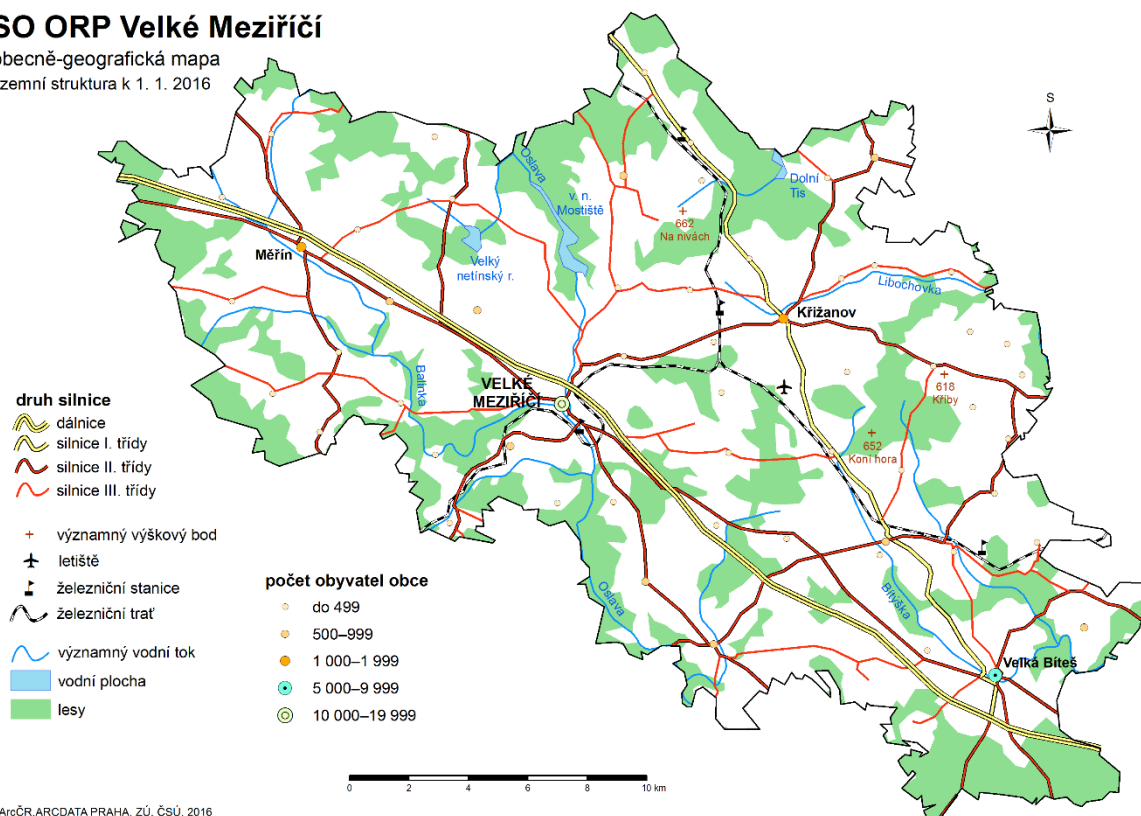 SO ORP Velké Meziříčí
obecně-geografická mapa
zemní struktura k 1. 1. 2016
S
Oslava
v. n.
Mostiště
Dolní
Tis
662
Na nivách
Měřín
Velký
netínský r.
Libochovka
Křižanov
Balinka
VELKÉ
MEZIŘÍČÍ
618
Křiby
652
Koní hora
Oslava
Bítýška
Velká Bíteš
druh silnice
dálnice
silnice I. třídy
silnice II. třídy
silnice III. třídy
významný výškový bod
letiště
železniční stanice
železniční trať
významný vodní tok
vodní plocha
lesy
počet obyvatel obce
do 499
500–999
1 000–1 999
5 000–9 999
10 000–19 999
0 2 4 6 8 10 km
ArcČR,ARCDATA PRAHA, ZÚ, ČSÚ, 2016